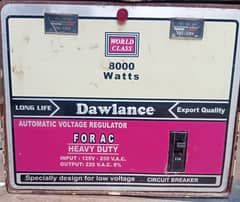 WORLD
CLASS
8000
Watts
LONG LIFE
Dawlance
Export Quality
AUTOMATIC VOLTAGE REGULATOR
FOR AC
HEAVY DUTY
INPUT : 125V - 250 V.A.C.
OUTPUT: 220 V.A.C. 5%
Specially design for low voltage
CIRCUIT BREAKER